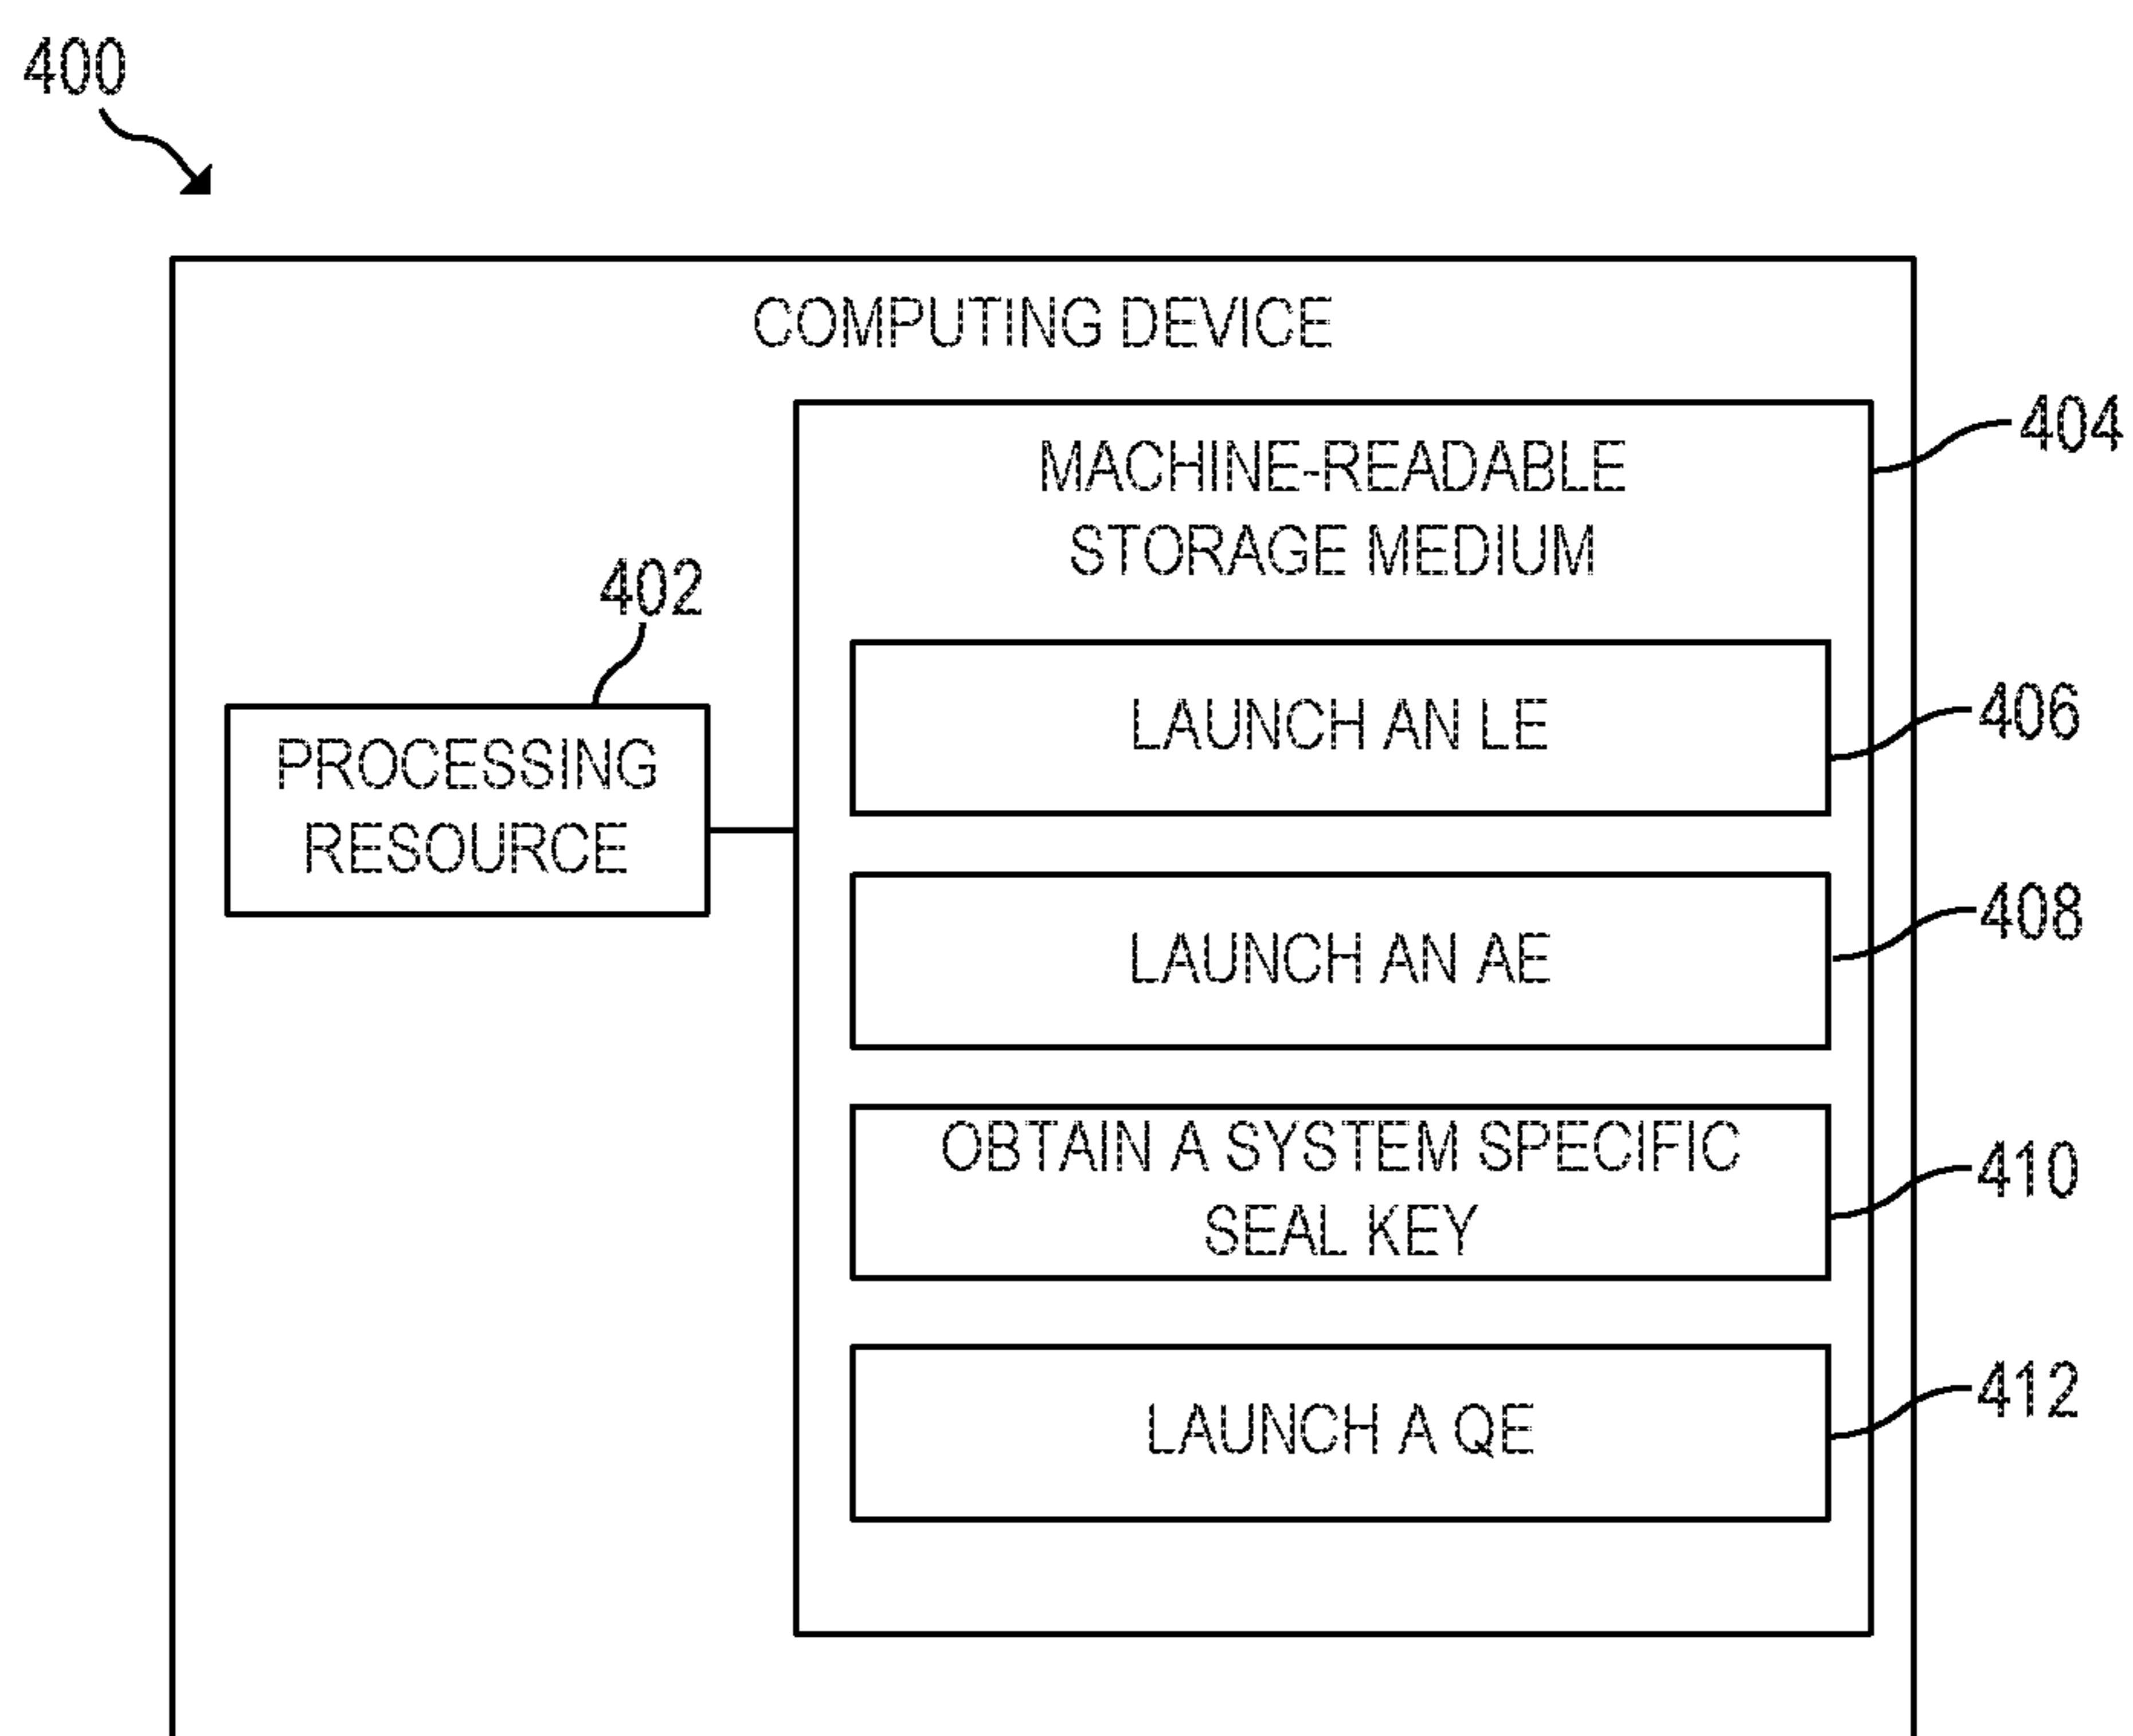 400
COMPUTING DEVICE
404
MACHINE-READABLE
STORAGE MEDIUM
402
PROCESSING
RESOURCE
LAUNCH AN LE
406
LAUNCH AN AE
408
OBTAIN A SYSTEM SPECIFIC
SEAL KEY
410
LAUNCH A QE
412